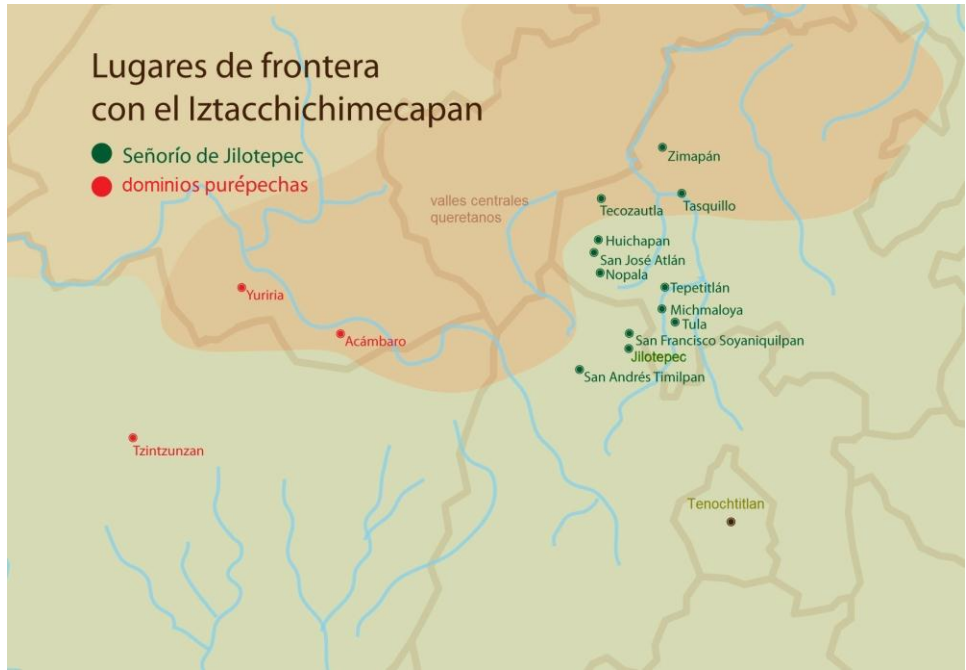 Lugares de frontera
con el Iztacchichimecapan
Señorío de Jilotepec
dominios purépechas
Zimapán
valles centrales
queretanos
Tecozautla
Tasquillo
Huichapan
San José Atlán
Nopala
Yuriria
Tepetitlán
Michmaloya
Tula
Acámbaro
San Francisco Soyaniquilpan
Jilotepec
San Andrés Timilpan
Tzintzunzan
Tenochtitlan